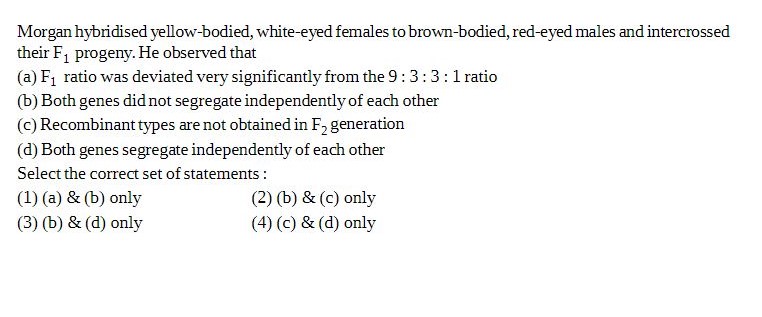 Morgan hybridised yellow-bodied, white-eyed females to brown-bodied, red-eyed males and intercrossed
their F₁ progeny. He observed that
(a) F₁ ratio was deviated very significantly from the 9 : 3 : 3 : 1 ratio
(b) Both genes did not segregate independently of each other
(c) Recombinant types are not obtained in F₂ generation
(d) Both genes segregate independently of each other
Select the correct set of statements :
(1) (a) & (b) only (2) (b) & (c) only
(3) (b) & (d) only (4) (c) & (d) only